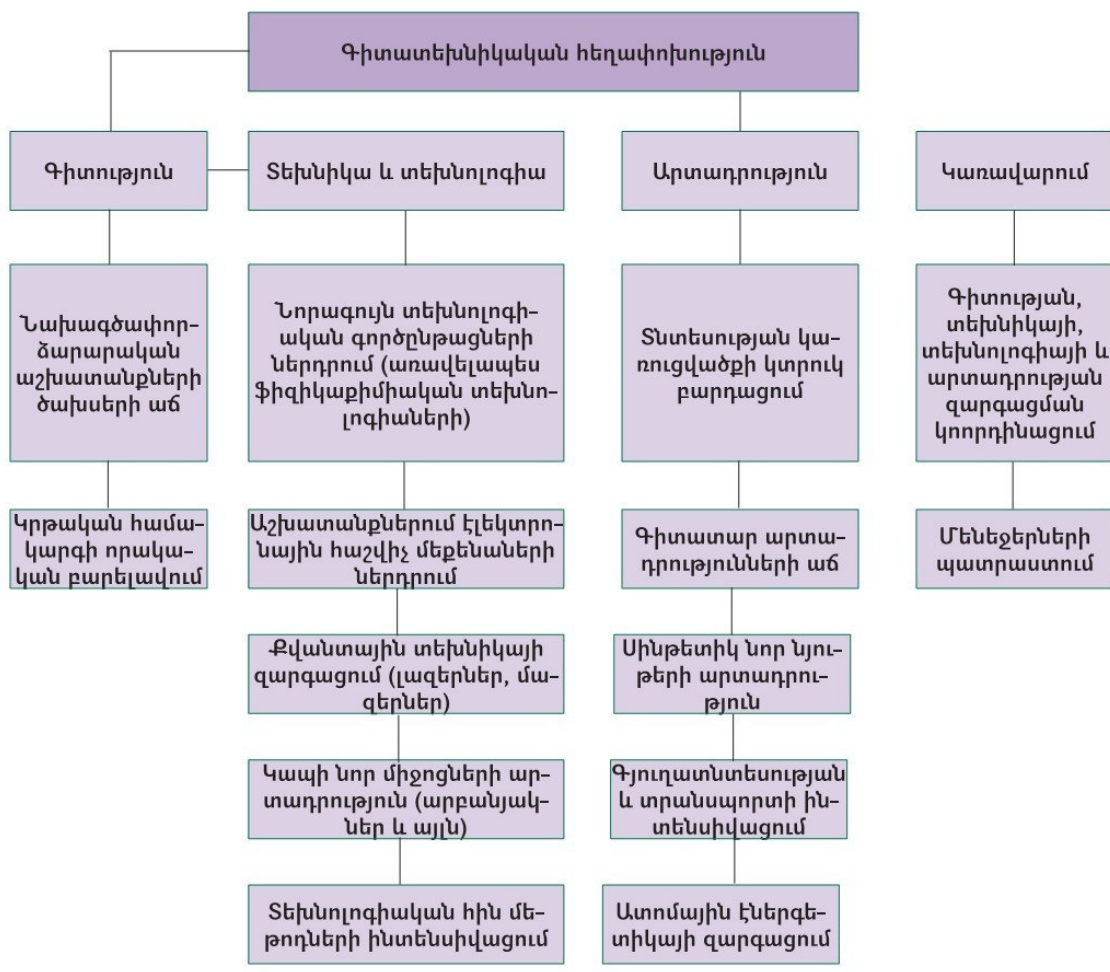 Գիտատեխնիկական հեղափոխություն
Գիտություն
Տեխնիկա և տեխնոլոգիա
Արտադրություն
Կառավարում
Նախագծափոր-
ձարարական
աշխատանքների
ծախսերի աճ
Նորագույն տեխնոլոգի-
ական գործընթացների
ներդրում (առավելապես
ֆիզիկաքիմիական տեխնո-
լոգիաների)
Տնտեսության կա-
ռուցվածքի կտրուկ
բարդացում
Գիտության,
տեխնիկայի,
տեխնոլոգիայի և
արտադրության
զարգացման
կոորդինացում
Կրթական համա-
կարգի որակա-
կան բարելավում
Աշխատանքներում էլեկտրո-
նային հաշվիչ մեքենաների
ներդրում
Գիտատար արտա-
դրությունների աճ
Մենեջերների
պատրաստում
Քվանտային տեխնիկայի
զարգացում (լազերներ, մա-
զերներ)
Սինթետիկ նոր նյու-
թերի արտադրու-
թյուն
Կապի նոր միջոցների ար-
տադրություն (արբանյակ-
ներ և այլն)
Գյուղատնտեսության
և տրանսպորտի ին-
տենսիվացում
Տեխնոլոգիական հին մե-
թոդների ինտենսիվացում
Ատոմային էներգե-
տիկայի զարգացում